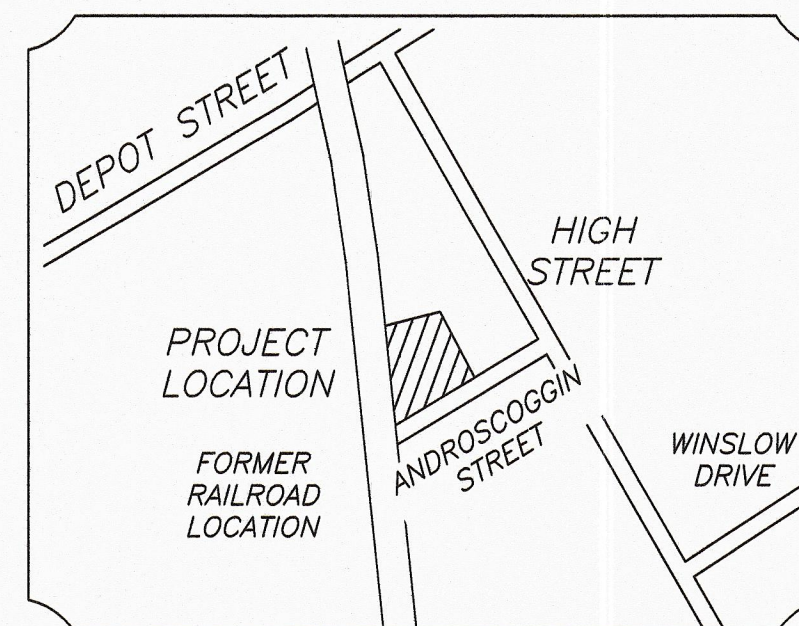 DEPOT STREET
HIGH
STREET
PROJECT
LOCATION
ANDROSCOGGIN
STREET
WINSLOW
DRIVE
FORMER
RAILROAD
LOCATION